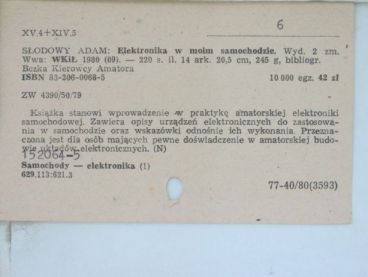 XV.4+XIV.5
6
SŁODOWY ADAM: Elektronika w moim samochodzie. Wyd. 2 zm.
Wwa: WKiŁ 1980 (09). — 220 s. il. 14 ark. 20,5 cm, 245 g, bibliogr.
Bczka Kierowcy Amatora
ISBN 83-206-0068-5 10 000 egz. 42 zł
ZW 4390/50/79
Książka stanowi wprowadzenie w praktykę amatorskiej elektroniki
samochodowej. Zawiera opisy urządzeń elektronicznych do zastosowa-
nia w samochodzie oraz wskazówki odnośnie ich wykonania. Przezna-
czona jest dla osób mających pewne doświadczenie w amatorskiej budo-
wie układów elektronicznych. (N)
152064-5
Samochody — elektronika (1)
629.113:621.3
77-40/80(3593)